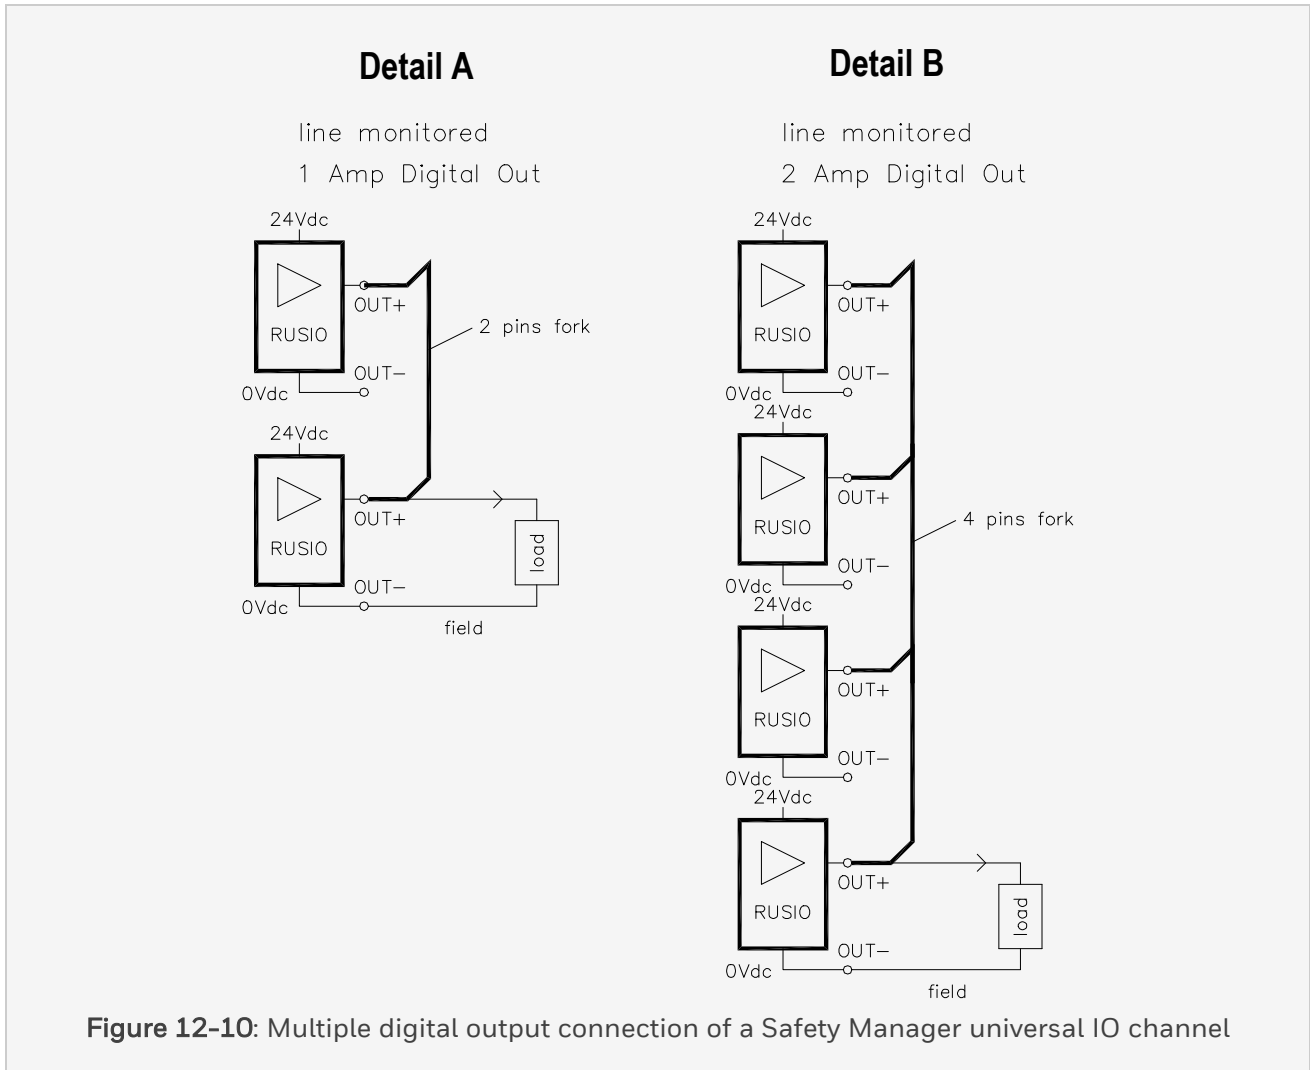 Detail A
line monitored
1 Amp Digital Out
24Vdc
RUSIO
OUT+
OUT-
0Vdc
2 pins fork
24Vdc
RUSIO
OUT+
OUT-
0Vdc
load
field
Detail B
line monitored
2 Amp Digital Out
24Vdc
RUSIO
OUT+
OUT-
0Vdc
24Vdc
RUSIO
OUT+
OUT-
0Vdc
4 pins fork
24Vdc
RUSIO
OUT+
OUT-
0Vdc
24Vdc
RUSIO
OUT+
OUT-
0Vdc
load
field
Figure 12-10: Multiple digital output connection of a Safety Manager universal IO channel